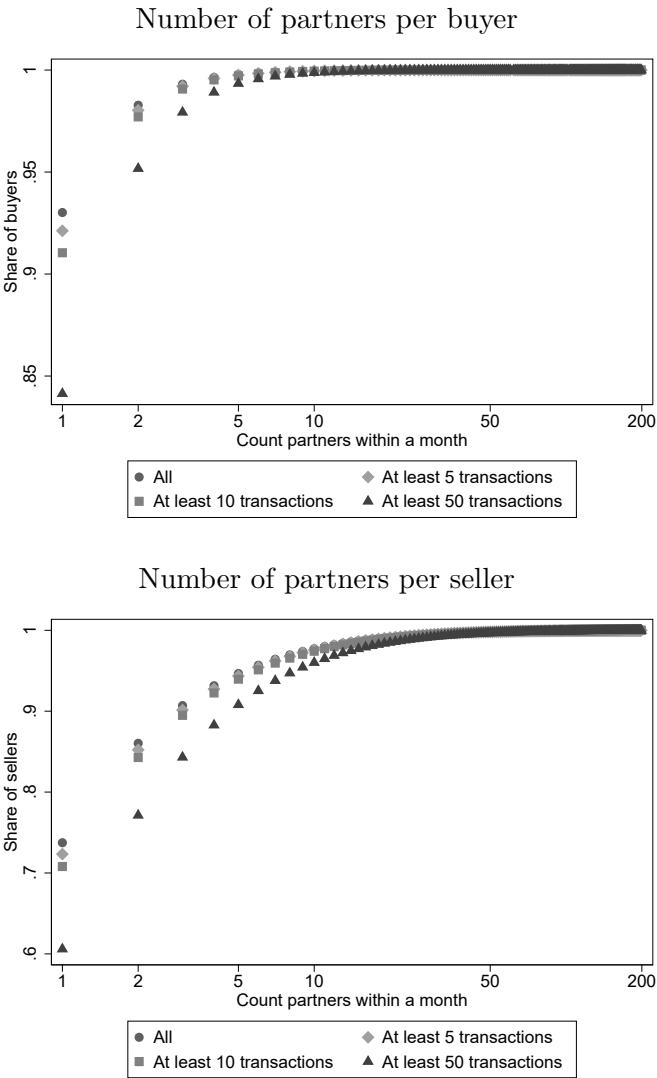 Number of partners per buyer
1
.95
.9
.85
Share of buyers
1 2 5 10 50 200
Count partners within a month
All At least 5 transactions
At least 10 transactions At least 50 transactions
Number of partners per seller
1
.9
.8
.7
.6
Share of sellers
1 2 5 10 50 200
Count partners within a month
All At least 5 transactions
At least 10 transactions At least 50 transactions